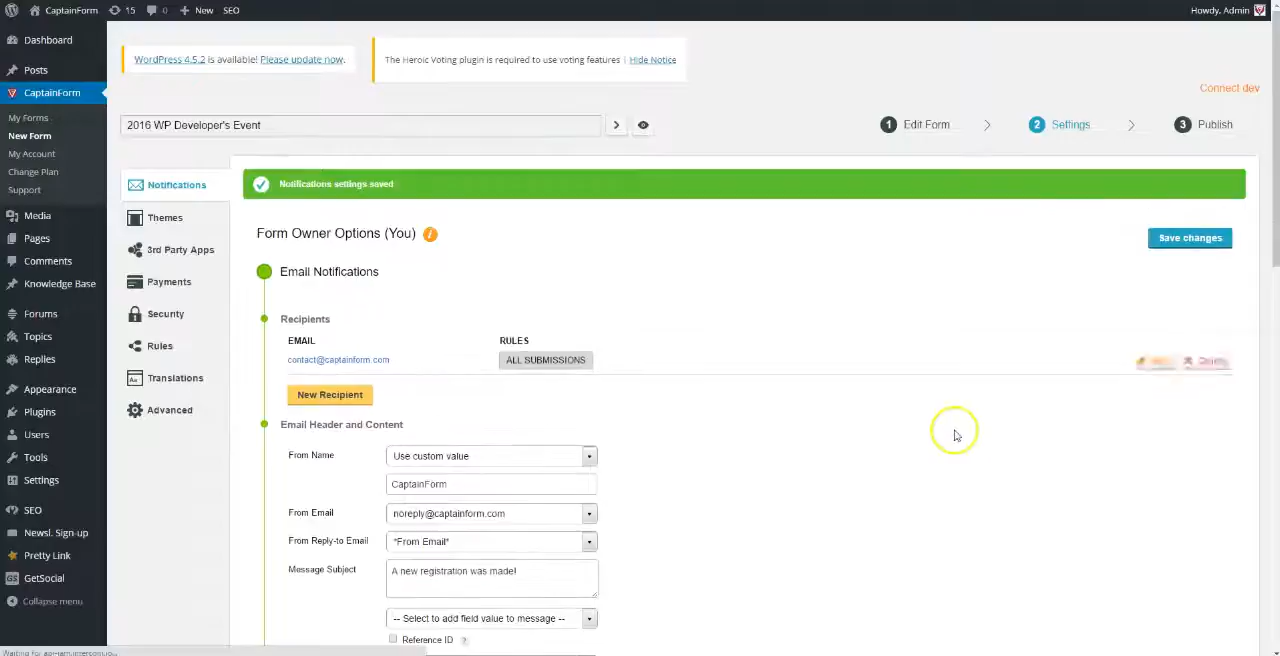 CaptainForm 15 0 New SEO
Howdy, Admin
Dashboard
Posts
CaptainForm
My Forms
New Form
My Account
Change Plan
Support
Media
Pages
Comments
Knowledge Base
Forums
Topics
Replies
Appearance
Plugins
Users
Tools
Settings
SEO
Newsl. Sign-up
Pretty Link
GS GetSocial
Collapse menu
WordPress 4.5.2 is available! Please update now.
The Heroic Voting plugin is required to use voting features | Hide Notice
Connect dev
2016 WP Developer's Event
1 Edit Form
2 Settings
3 Publish
Notifications
Themes
3rd Party Apps
Payments
Security
Rules
Translations
Advanced
Notifications settings saved
Form Owner Options (You) i
Save changes
Email Notifications
Recipients
EMAIL RULES
contact@captainform.com ALL SUBMISSIONS
New Recipient
Email Header and Content
From Name Use custom value
CaptainForm
From Email noreply@captainform.com
From Reply-to Email *From Email*
Message Subject A new registration was made!
-- Select to add field value to message --
Reference ID ?